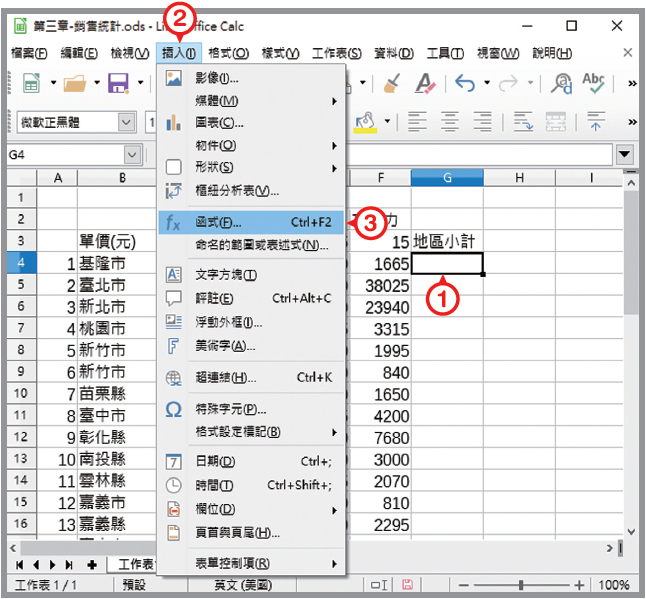 第三章-銷售統計.ods - Li
Office Calc
②
檔案(F) 編輯(E) 檢視(V) 插入(I) 格式(O) 樣式(Y) 工作表(S) 資料(D) 工具(T) 視窗(W) 說明(H)
影像(I)...
媒體(M)
圖表(C)...
物件(O)
形狀(S)
樞紐分析表(V)...
函式(F)... Ctrl+F2
③
命名的範圍或表述式(N)...
文字方塊(T)
評註(E) Ctrl+Alt+C
浮動外框(I)...
美術字(A)...
超連結(H)... Ctrl+K
特殊字元(P)...
格式設定標記(B)
日期(D) Ctrl+;
時間(T) Ctrl+Shift+;
欄位(D)
頁首與頁尾(H)...
表單控制項(R)
Abc
微軟正黑體 1
G4
A B F G H I
1
2 力
3 單價(元) 15 地區小計
4 1 基隆市 1665
①
5 2 臺北市 38025
6 3 新北市 23940
7 4 桃園市 3315
8 5 新竹市 1995
9 6 新竹市 840
10 7 苗栗縣 1650
11 8 臺中市 4200
12 9 彰化縣 7680
13 10 南投縣 3000
14 11 雲林縣 2070
15 12 嘉義市 810
16 13 嘉義縣 2295
工作表
工作表 1 / 1 預設 英文 (美國) 100%